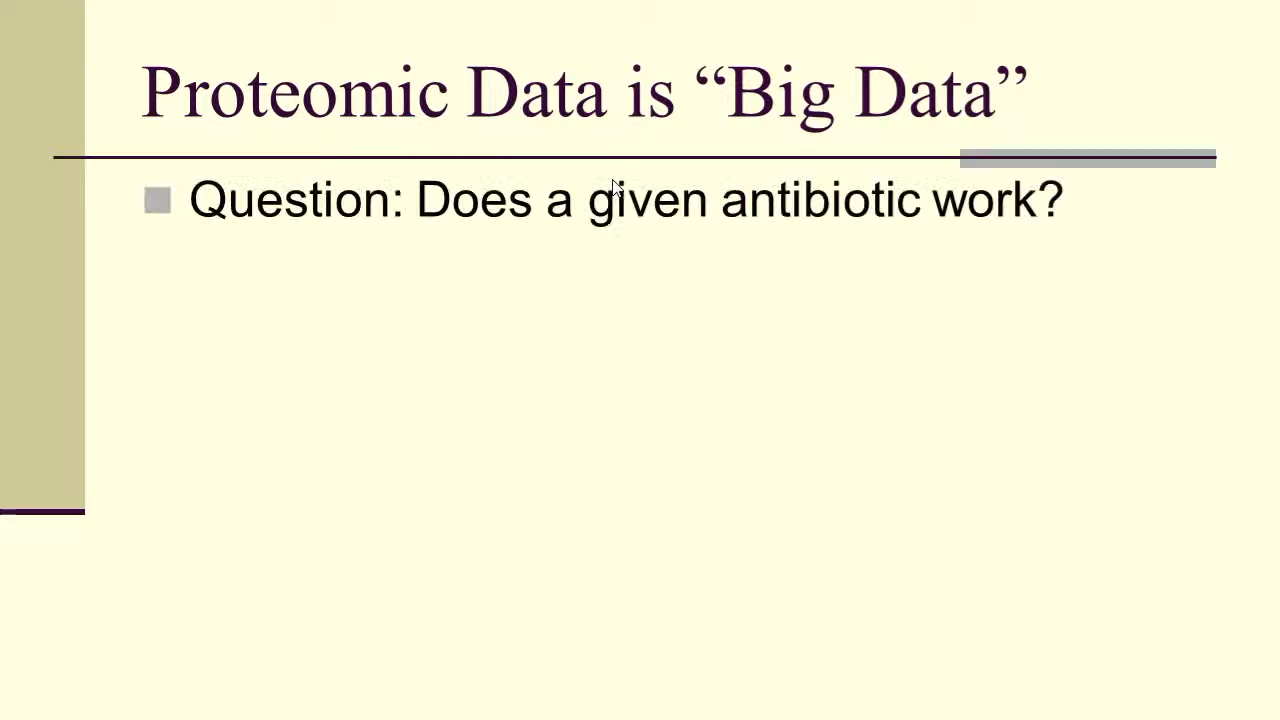 Proteomic Data is “Big Data”
Question: Does a given antibiotic work?